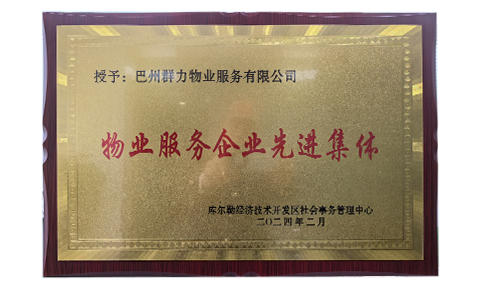 授予：巴州群力物业服务有限公司
物业服务企业先进集体
库尔勒经济技术开发区社会事务管理中心
二〇二四年二月